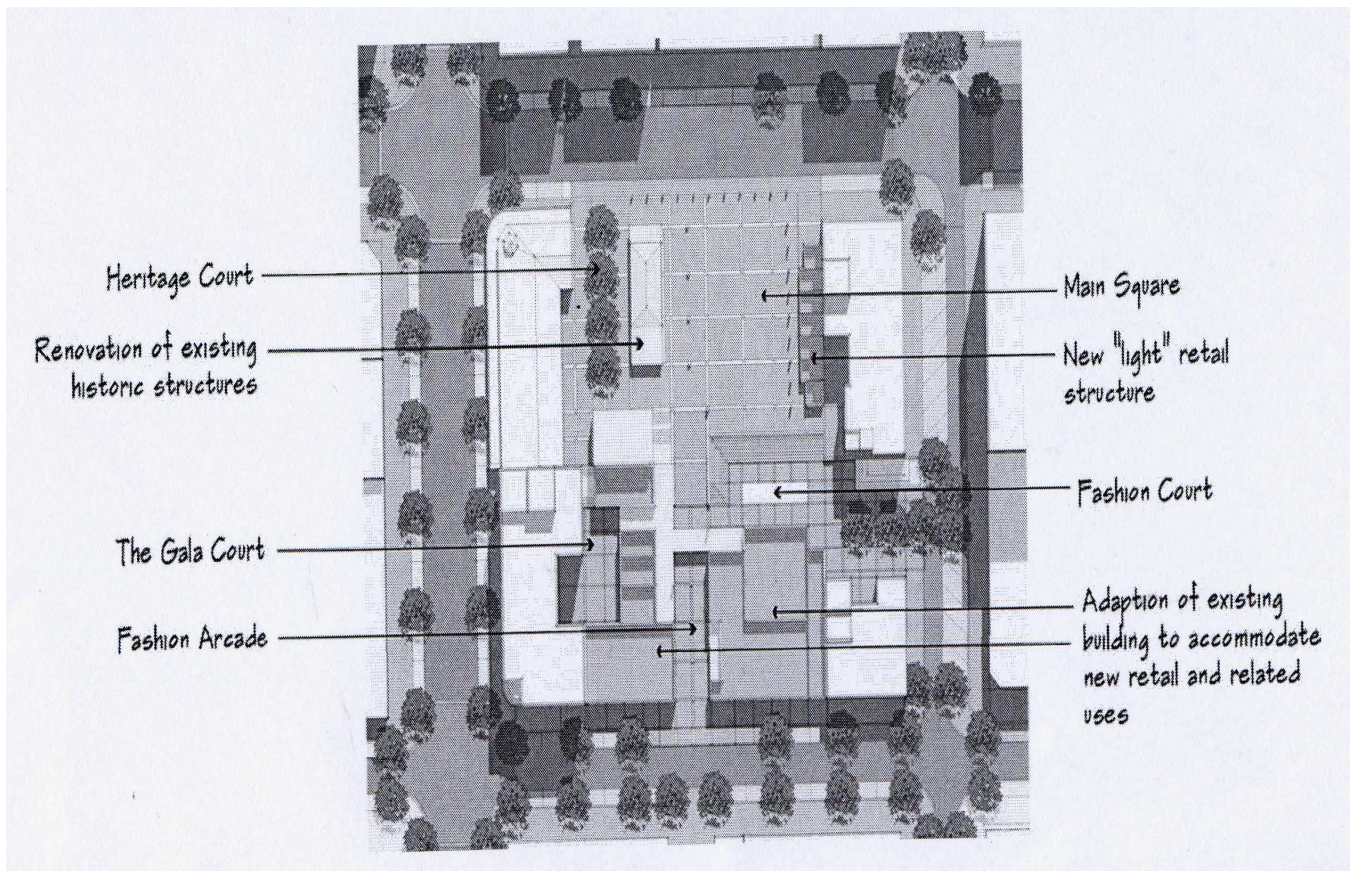 Heritage Court
Renovation of existing
historic structures
The Gala Court
Fashion Arcade
Main Square
New "light" retail
structure
Fashion Court
Adaption of existing
building to accommodate
new retail and related
uses